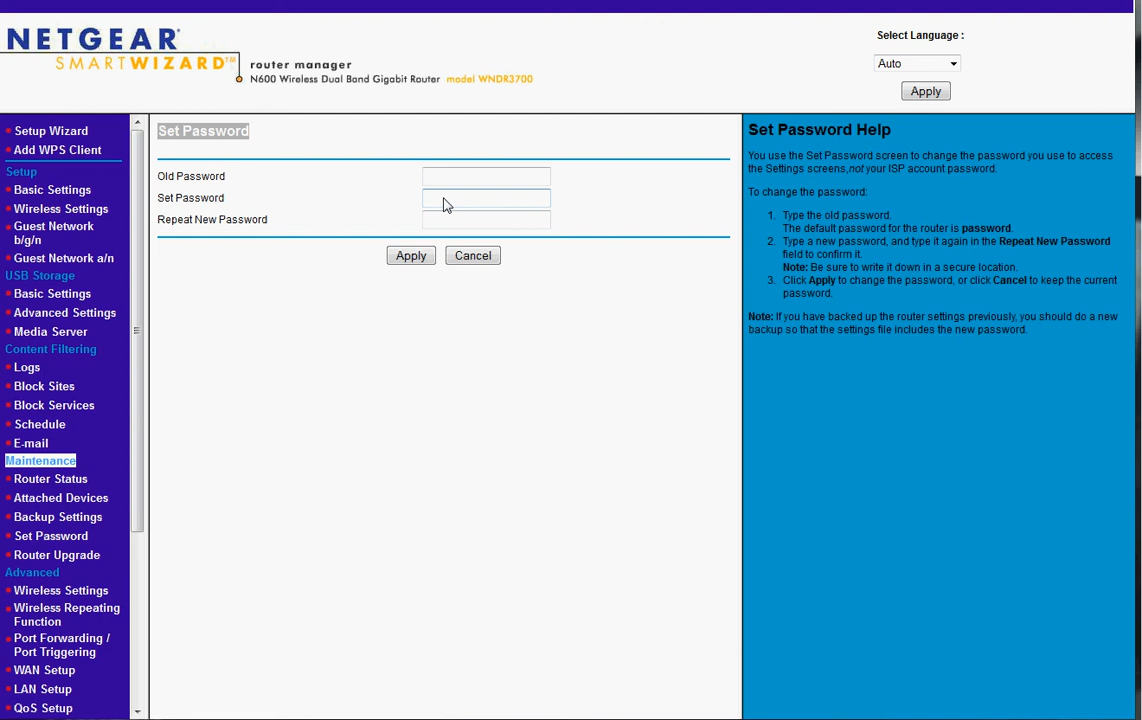 NETGEAR
SMARTWIZARD™
router manager
N600 Wireless Dual Band Gigabit Router model WNDR3700
Select Language :
Auto
Apply
Setup Wizard
Add WPS Client
Setup
Basic Settings
Wireless Settings
Guest Network
b/g/n
Guest Network a/n
USB Storage
Basic Settings
Advanced Settings
Media Server
Content Filtering
Logs
Block Sites
Block Services
Schedule
E-mail
Maintenance
Router Status
Attached Devices
Backup Settings
Set Password
Router Upgrade
Advanced
Wireless Settings
Wireless Repeating
Function
Port Forwarding /
Port Triggering
WAN Setup
LAN Setup
QoS Setup
Set Password
Old Password
Set Password
Repeat New Password
Apply Cancel
Set Password Help
You use the Set Password screen to change the password you use to access
the Settings screens, not your ISP account password.
To change the password:
1. Type the old password.
The default password for the router is password.
2. Type a new password, and type it again in the Repeat New Password
field to confirm it.
Note: Be sure to write it down in a secure location.
3. Click Apply to change the password, or click Cancel to keep the current
password.
Note: If you have backed up the router settings previously, you should do a new
backup so that the settings file includes the new password.